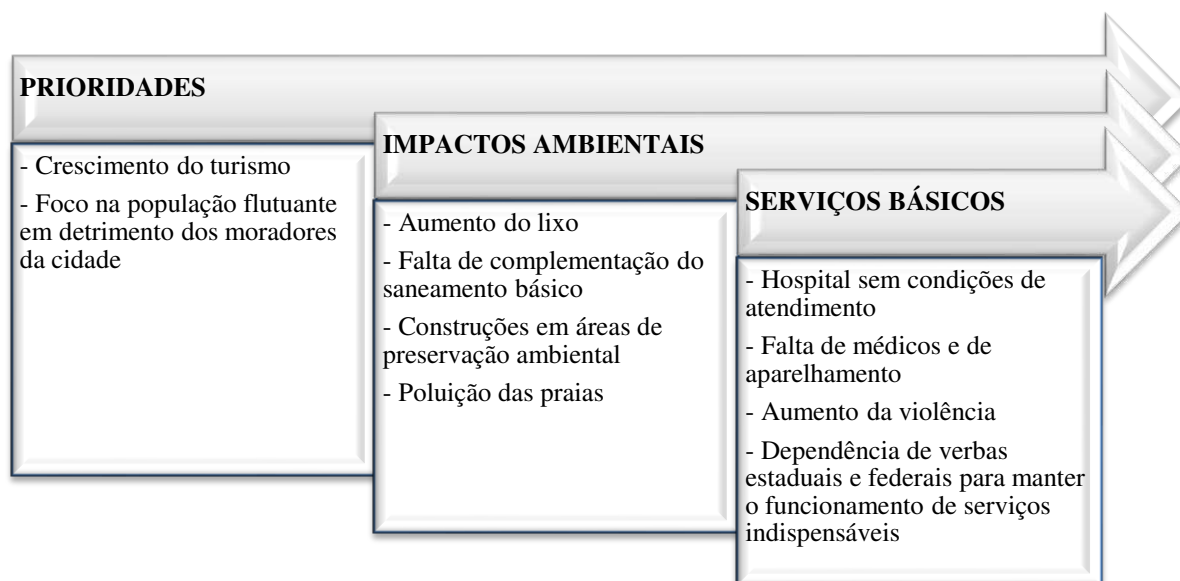 PRIORIDADES
- Crescimento do turismo
- Foco na população flutuante
em detrimento dos moradores
da cidade
IMPACTOS AMBIENTAIS
- Aumento do lixo
- Falta de complementação do
saneamento básico
- Construções em áreas de
preservação ambiental
- Poluição das praias
SERVIÇOS BÁSICOS
- Hospital sem condições de
atendimento
- Falta de médicos e de
aparelhamento
- Aumento da violência
- Dependência de verbas
estaduais e federais para manter
o funcionamento de serviços
indispensáveis